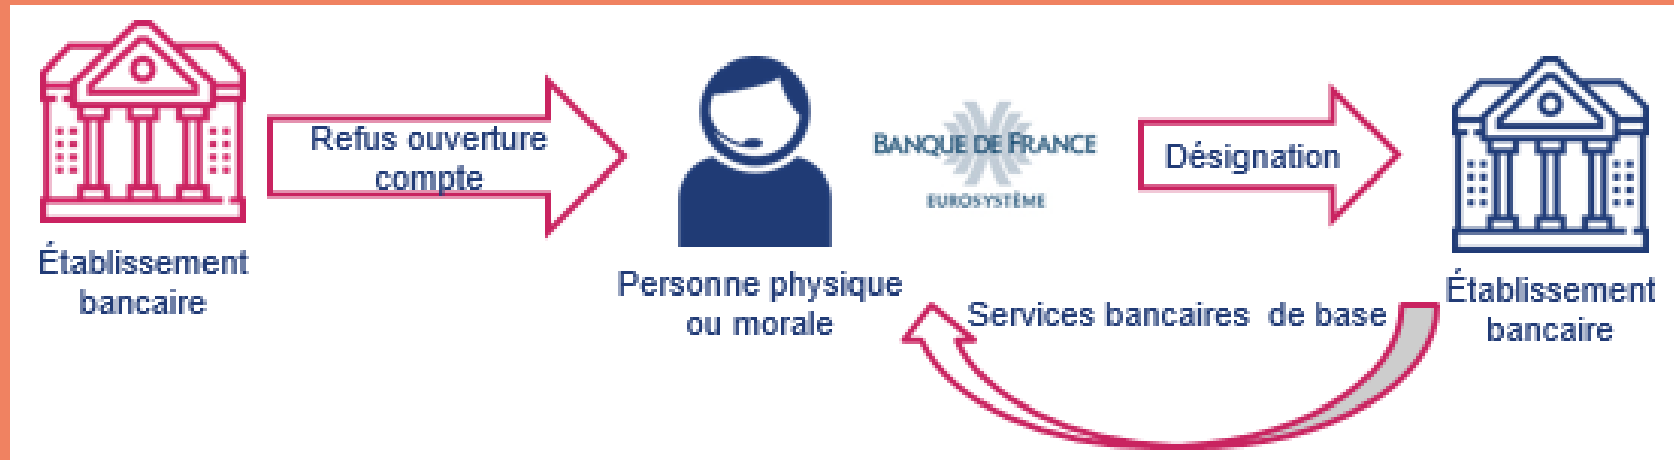 Établissement
bancaire
Refus ouverture
compte
Personne physique
ou morale
BANQUE DE FRANCE
EUROSYSTÈME
Désignation
Établissement
bancaire
Services bancaires de base